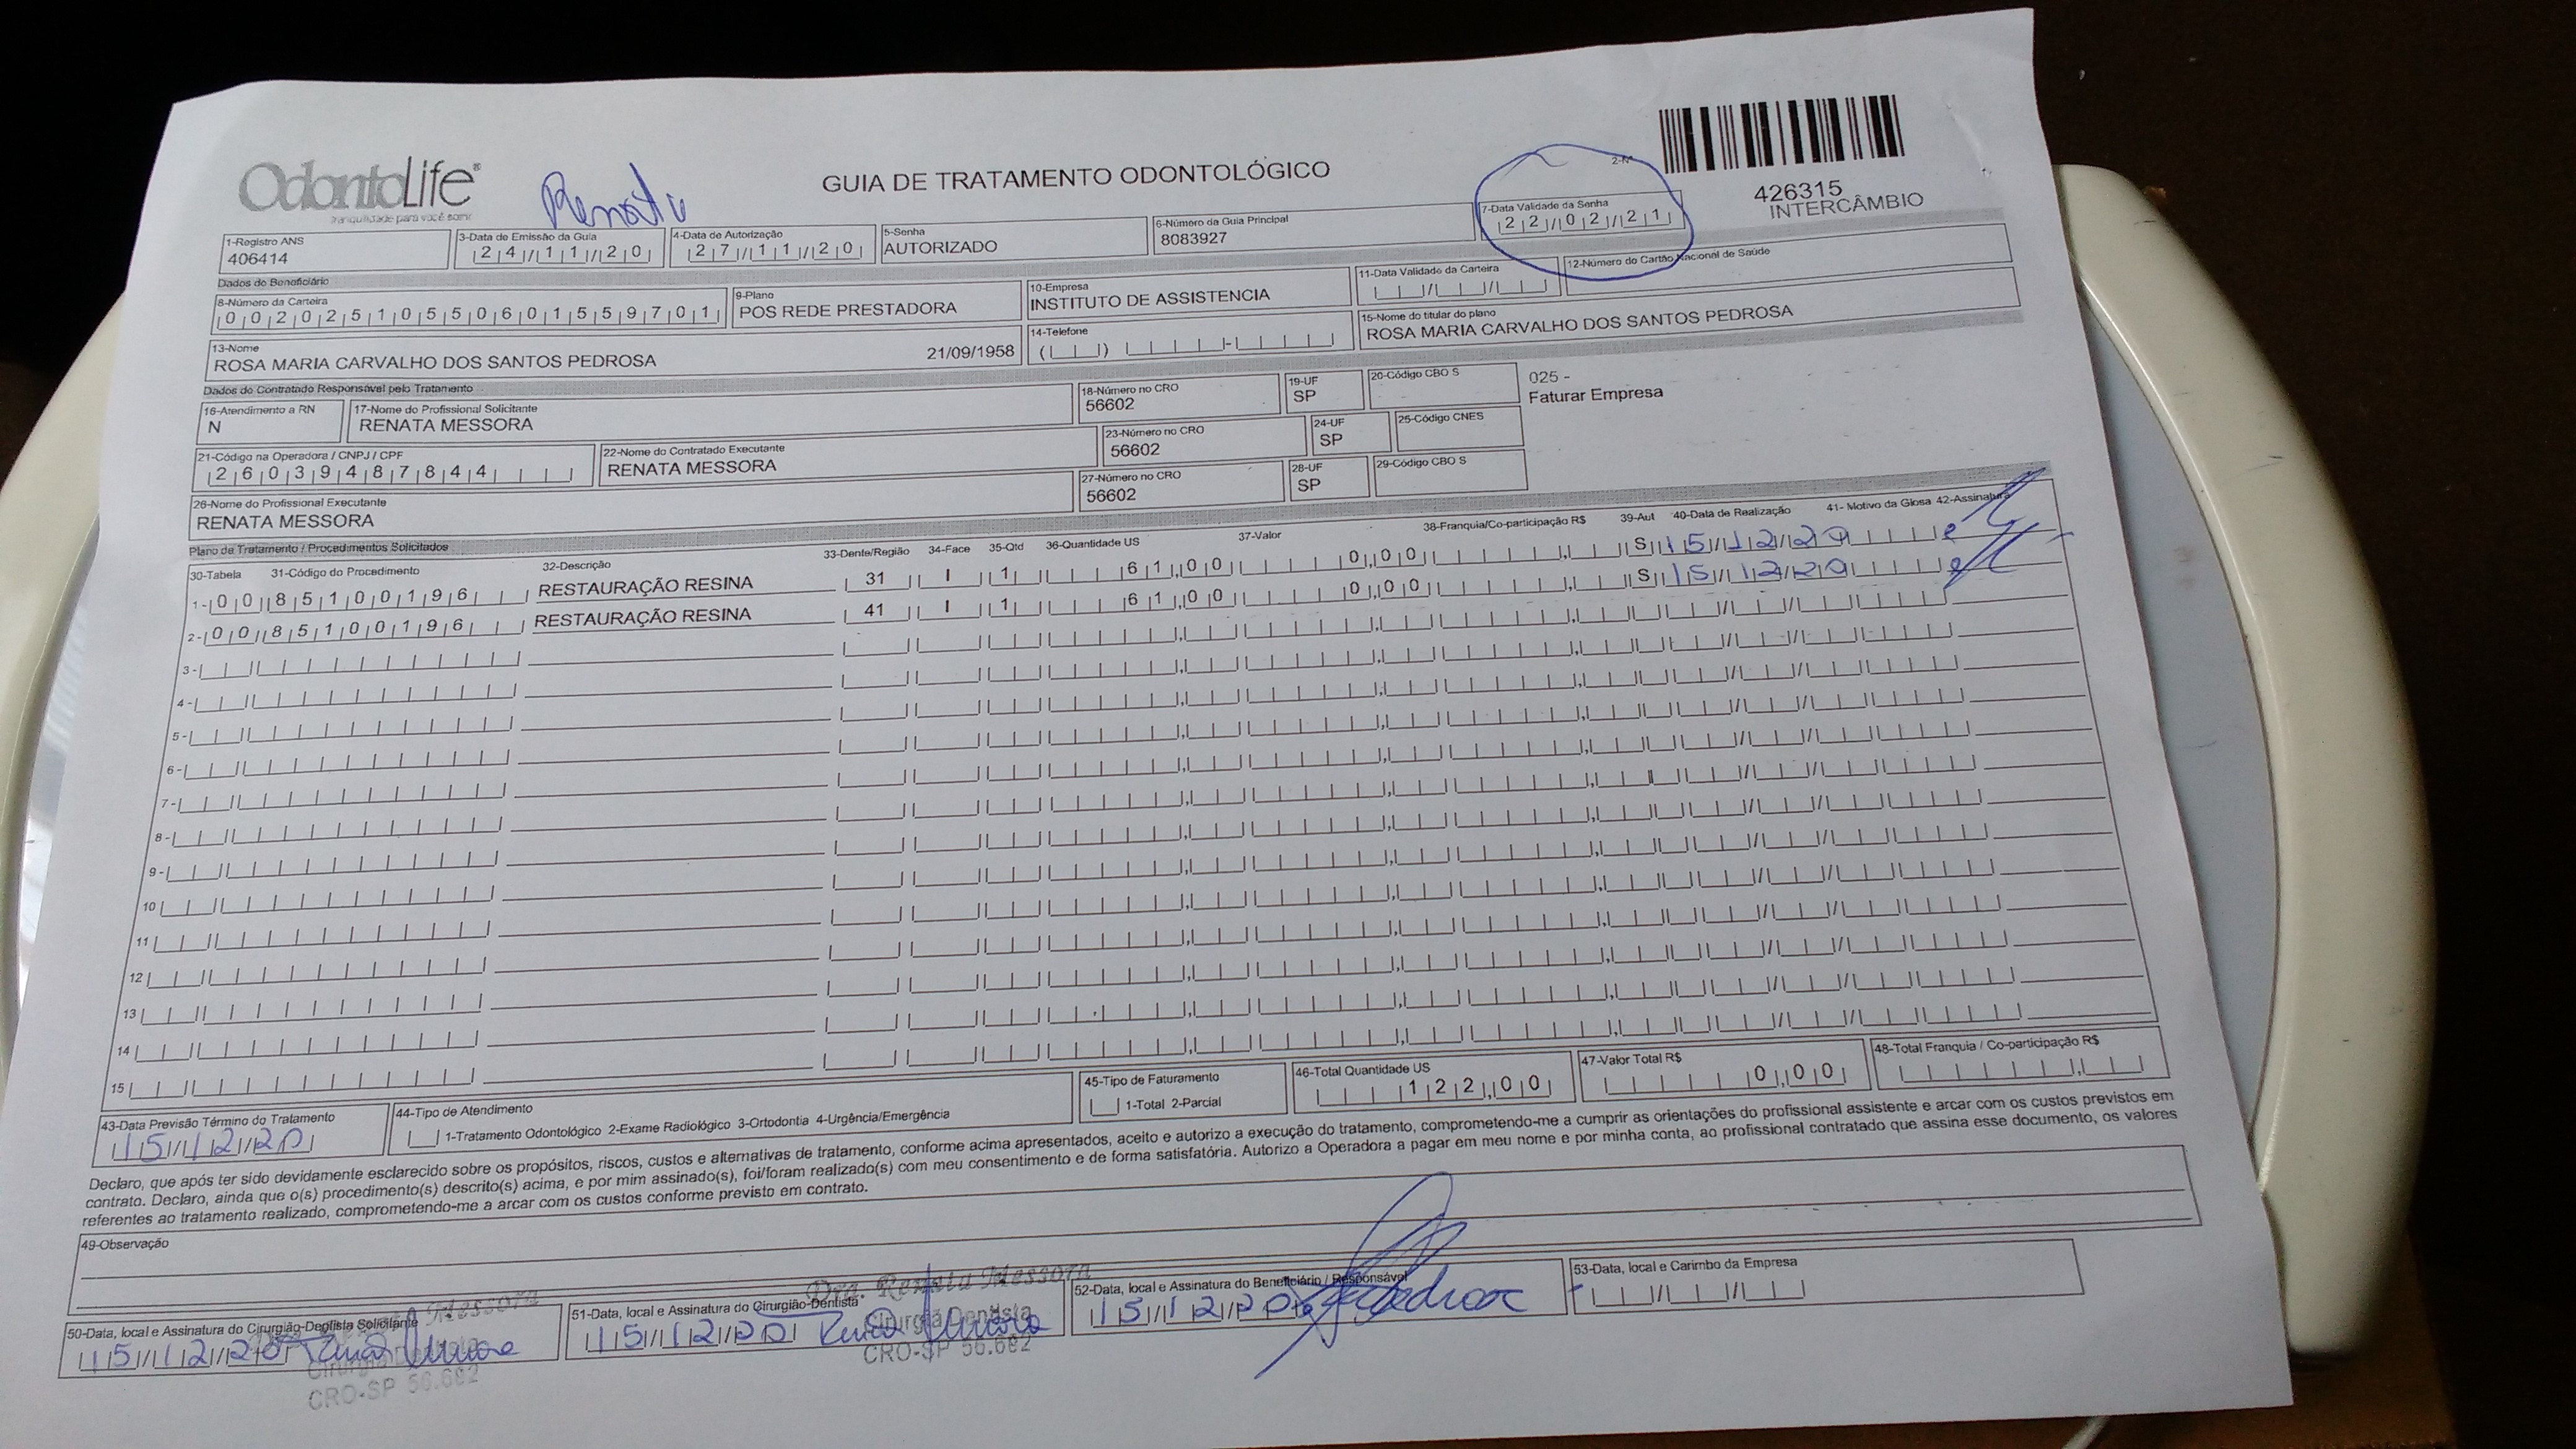 OdontoLife®
tranquilidade para você sorrir
Renata
GUIA DE TRATAMENTO ODONTOLÓGICO
2-Nº
426315
INTERCÂMBIO
1-Registro ANS
406414
3-Data de Emissão da Guia
24/11/20
4-Data de Autorização
27/11/20
5-Senha
AUTORIZADO
6-Número da Guia Principal
8083927
7-Data Validade da Senha
22/02/21
Dados do Beneficiário
8-Número da Carteira
00202510550601559701
9-Plano
POS REDE PRESTADORA
10-Empresa
INSTITUTO DE ASSISTENCIA
11-Data Validade da Carteira
12-Número do Cartão Nacional de Saúde
13-Nome
ROSA MARIA CARVALHO DOS SANTOS PEDROSA 21/09/1958
14-Telefone
15-Nome do titular do plano
ROSA MARIA CARVALHO DOS SANTOS PEDROSA
Dados do Contratado Responsável pelo Tratamento
16-Atendimento a RN
N
17-Nome do Profissional Solicitante
RENATA MESSORA
18-Número no CRO
56602
19-UF
SP
20-Código CBO S
025 -
Faturar Empresa
21-Código na Operadora / CNPJ / CPF
26039487844
22-Nome do Contratado Executante
RENATA MESSORA
23-Número no CRO
56602
24-UF
SP
25-Código CNES
26-Nome do Profissional Executante
RENATA MESSORA
27-Número no CRO
56602
28-UF
SP
29-Código CBO S
Plano de Tratamento / Procedimentos Solicitados
30-Tabela 31-Código do Procedimento 32-Descrição 33-Dente/Região 34-Face 35-Qtd 36-Quantidade US 37-Valor 38-Franquia/Co-participação R$ 39-Aut 40-Data de Realização 41- Motivo da Glosa 42-Assinatura
1- 00 85100196 RESTAURAÇÃO RESINA 31 I 1 61,00 0,00 S 15/12/20
2- 00 85100196 RESTAURAÇÃO RESINA 41 I 1 61,00 0,00 S 15/12/20
3-
4-
5-
6-
7-
8-
9-
10
11
12
13
14
15
43-Data Previsão Término do Tratamento
15/12/20
44-Tipo de Atendimento
1-Tratamento Odontológico 2-Exame Radiológico 3-Ortodontia 4-Urgência/Emergência
45-Tipo de Faturamento
1-Total 2-Parcial
46-Total Quantidade US
122,00
47-Valor Total R$
0,00
48-Total Franquia / Co-participação R$
Declaro, que após ter sido devidamente esclarecido sobre os propósitos, riscos, custos e alternativas de tratamento, conforme acima apresentados, aceito e autorizo a execução do tratamento, comprometendo-me a cumprir as orientações do profissional assistente e arcar com os custos previstos em
contrato. Declaro, ainda que o(s) procedimento(s) descrito(s) acima, e por mim assinado(s), foi/foram realizado(s) com meu consentimento e de forma satisfatória. Autorizo a Operadora a pagar em meu nome e por minha conta, ao profissional contratado que assina esse documento, os valores
referentes ao tratamento realizado, comprometendo-me a arcar com os custos conforme previsto em contrato.
49-Observação
50-Data, local e Assinatura do Cirurgião-Dentista Solicitante
15/12/20
Messora
Cirurgiã Dentista
CRO-SP 56.602
51-Data, local e Assinatura do Cirurgião-Dentista
15/12/20
Dra. Renata Messora
Cirurgiã Dentista
CRO-SP 56.602
52-Data, local e Assinatura do Beneficiário / Responsável
15/12/20
53-Data, local e Carimbo da Empresa